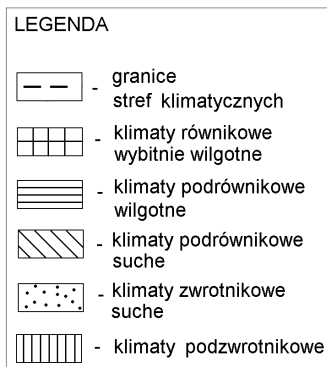 LEGENDA
- granice
stref klimatycznych
- klimaty równikowe
wybitnie wilgotne
- klimaty podrównikowe
wilgotne
- klimaty podrównikowe
suche
- klimaty zwrotnikowe
suche
- klimaty podzwrotnikowe